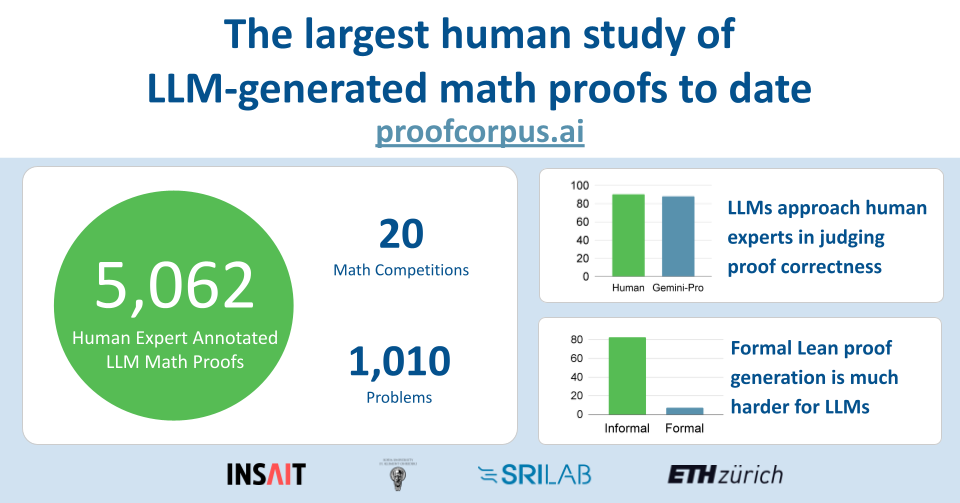 The largest human study of
LLM-generated math proofs to date
proofcorpus.ai
5,062
Human Expert Annotated
LLM Math Proofs
20
Math Competitions
1,010
Problems
100
80
60
40
20
0
Human Gemini-Pro
LLMs approach human
experts in judging
proof correctness
80
60
40
20
0
Informal Formal
Formal Lean proof
generation is much
harder for LLMs
INSAIT
SRILAB
ETH zürich